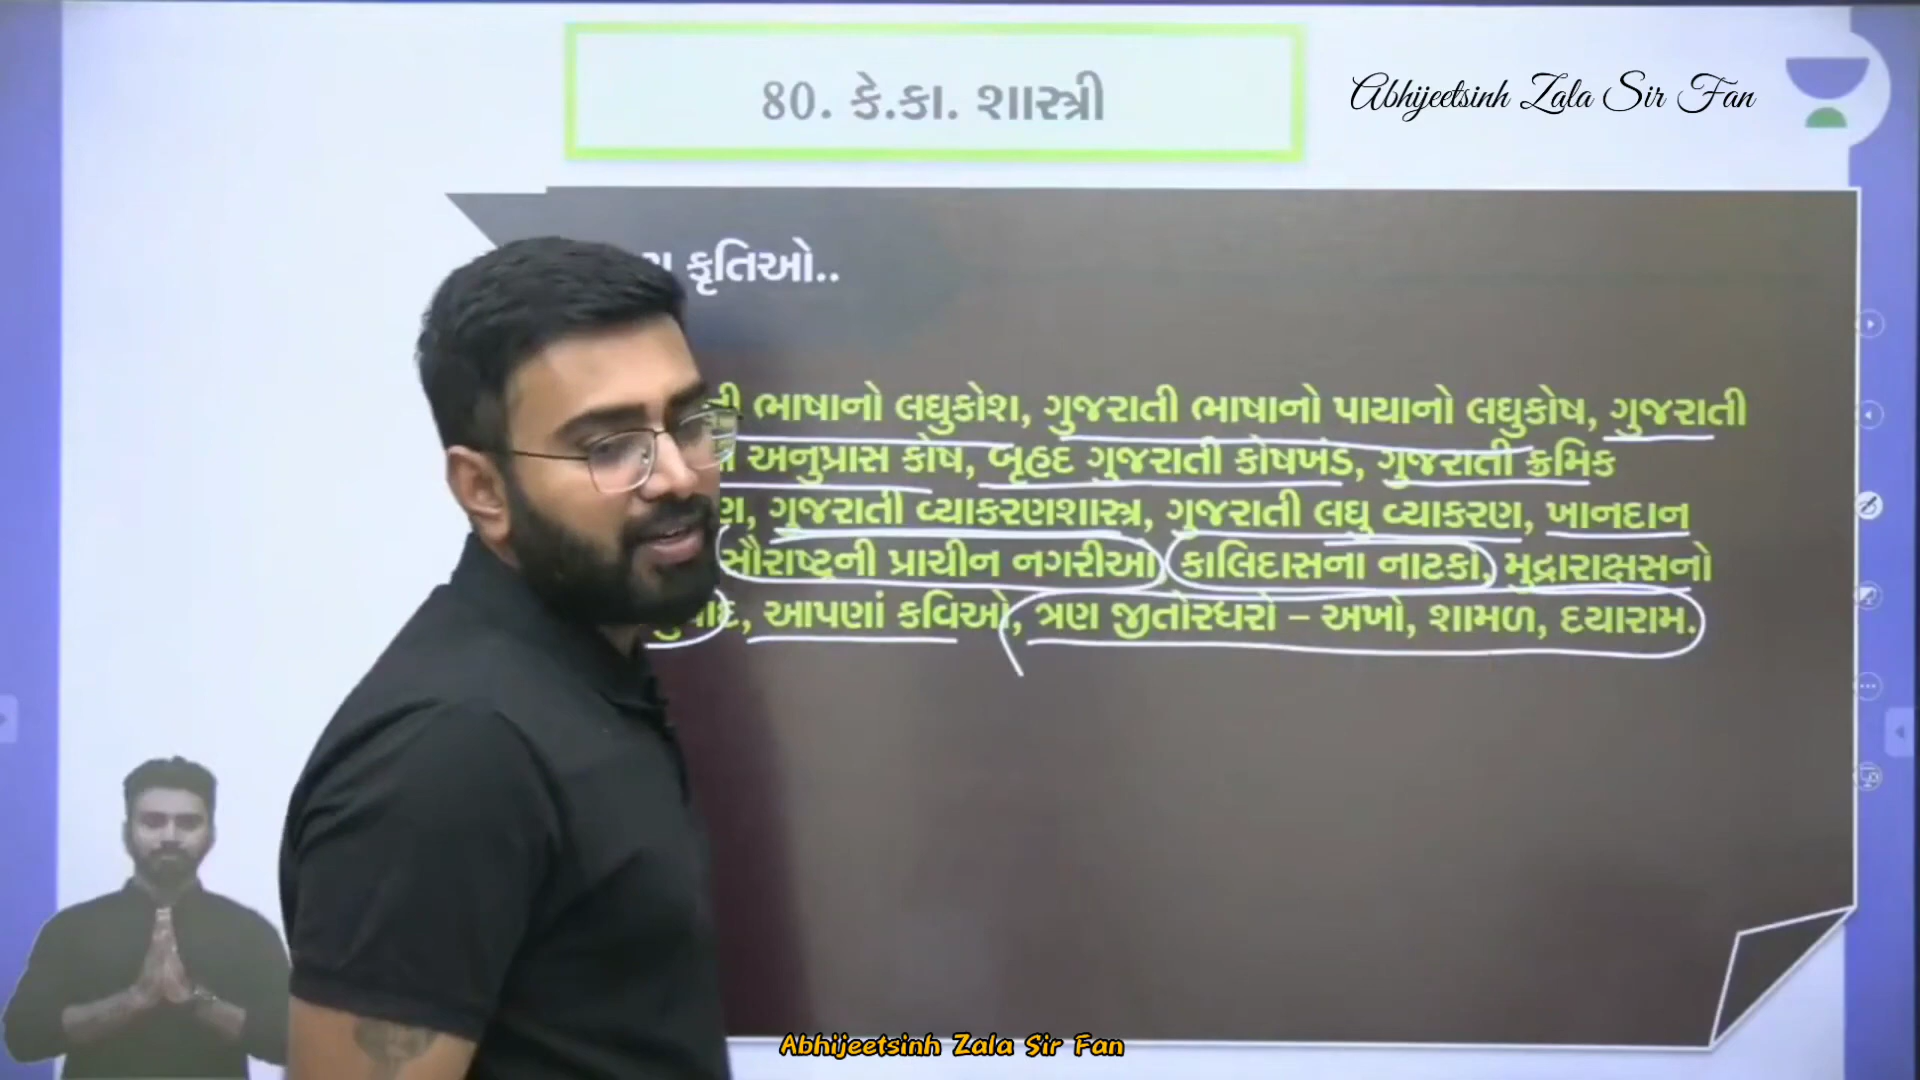 80. કે.કા. શાસ્ત્રી
Abhijeetsinh Zala Sir Fan
કૃતિઓ..
ભાષાનો લઘુકોશ, ગુજરાતી ભાષાનો પાયાનો લઘુકોષ, ગુજરાતી
અનુપ્રાસ કોષ, બૃહદ ગુજરાતી કોષખંડ, ગુજરાતી ક્રમિક
ગુજરાતી વ્યાકરણશાસ્ત્ર, ગુજરાતી લઘુ વ્યાકરણ, ખાનદાન
સૌરાષ્ટ્રની પ્રાચીન નગરીઓ, કાલિદાસના નાટકો, મુદ્રારાક્ષસનો
આપણાં કવિઓ, ત્રણ જીતોરધરો – અખો, શામળ, દયારામ.
Abhijeetsinh Zala Sir Fan